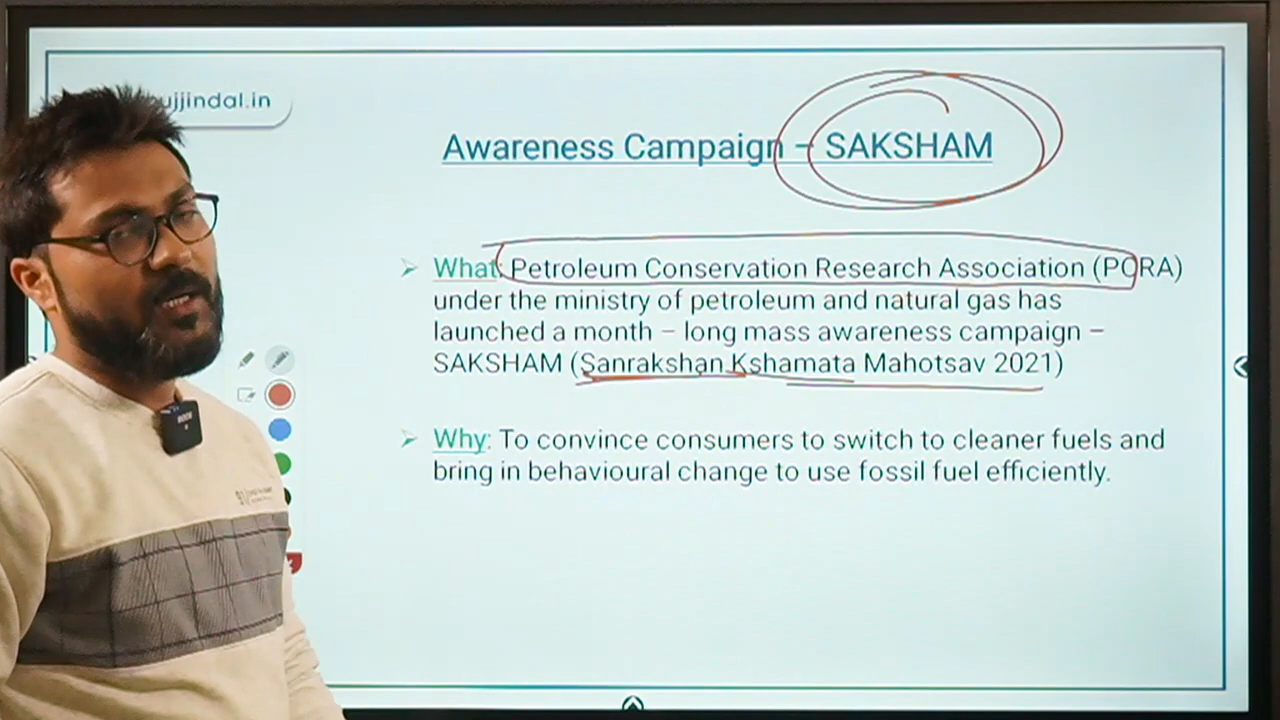 ujjindal.in
Awareness Campaign – SAKSHAM
What: Petroleum Conservation Research Association (PCRA)
under the ministry of petroleum and natural gas has
launched a month – long mass awareness campaign –
SAKSHAM (Sanrakshan Kshamata Mahotsav 2021)
Why: To convince consumers to switch to cleaner fuels and
bring in behavioural change to use fossil fuel efficiently.